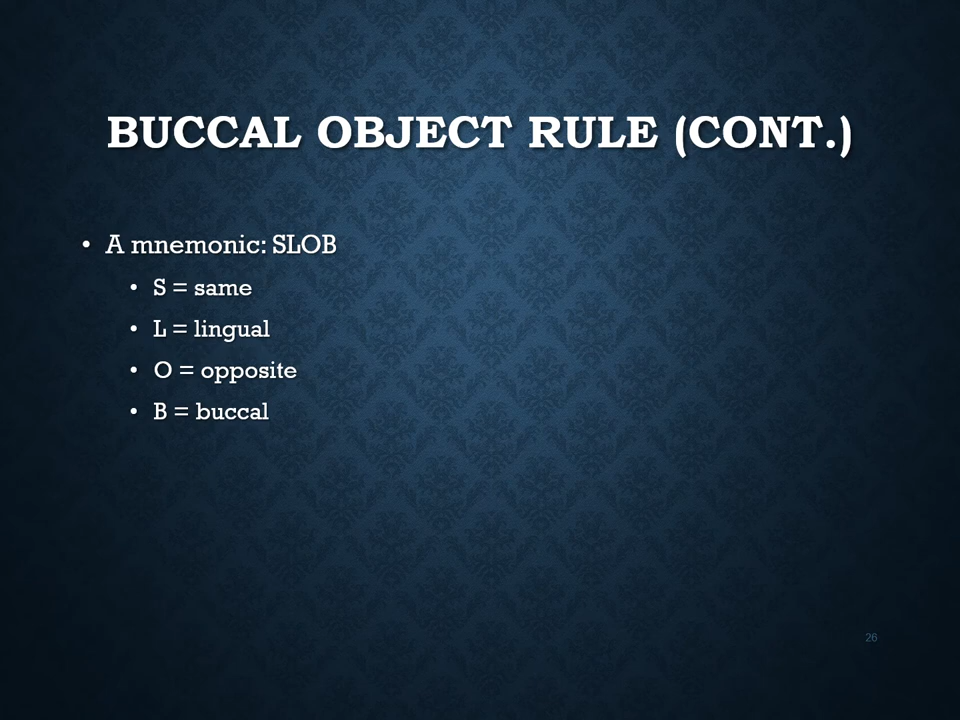 BUCCAL OBJECT RULE (CONT.)
• A mnemonic: SLOB
• S = same
• L = lingual
• O = opposite
• B = buccal
26